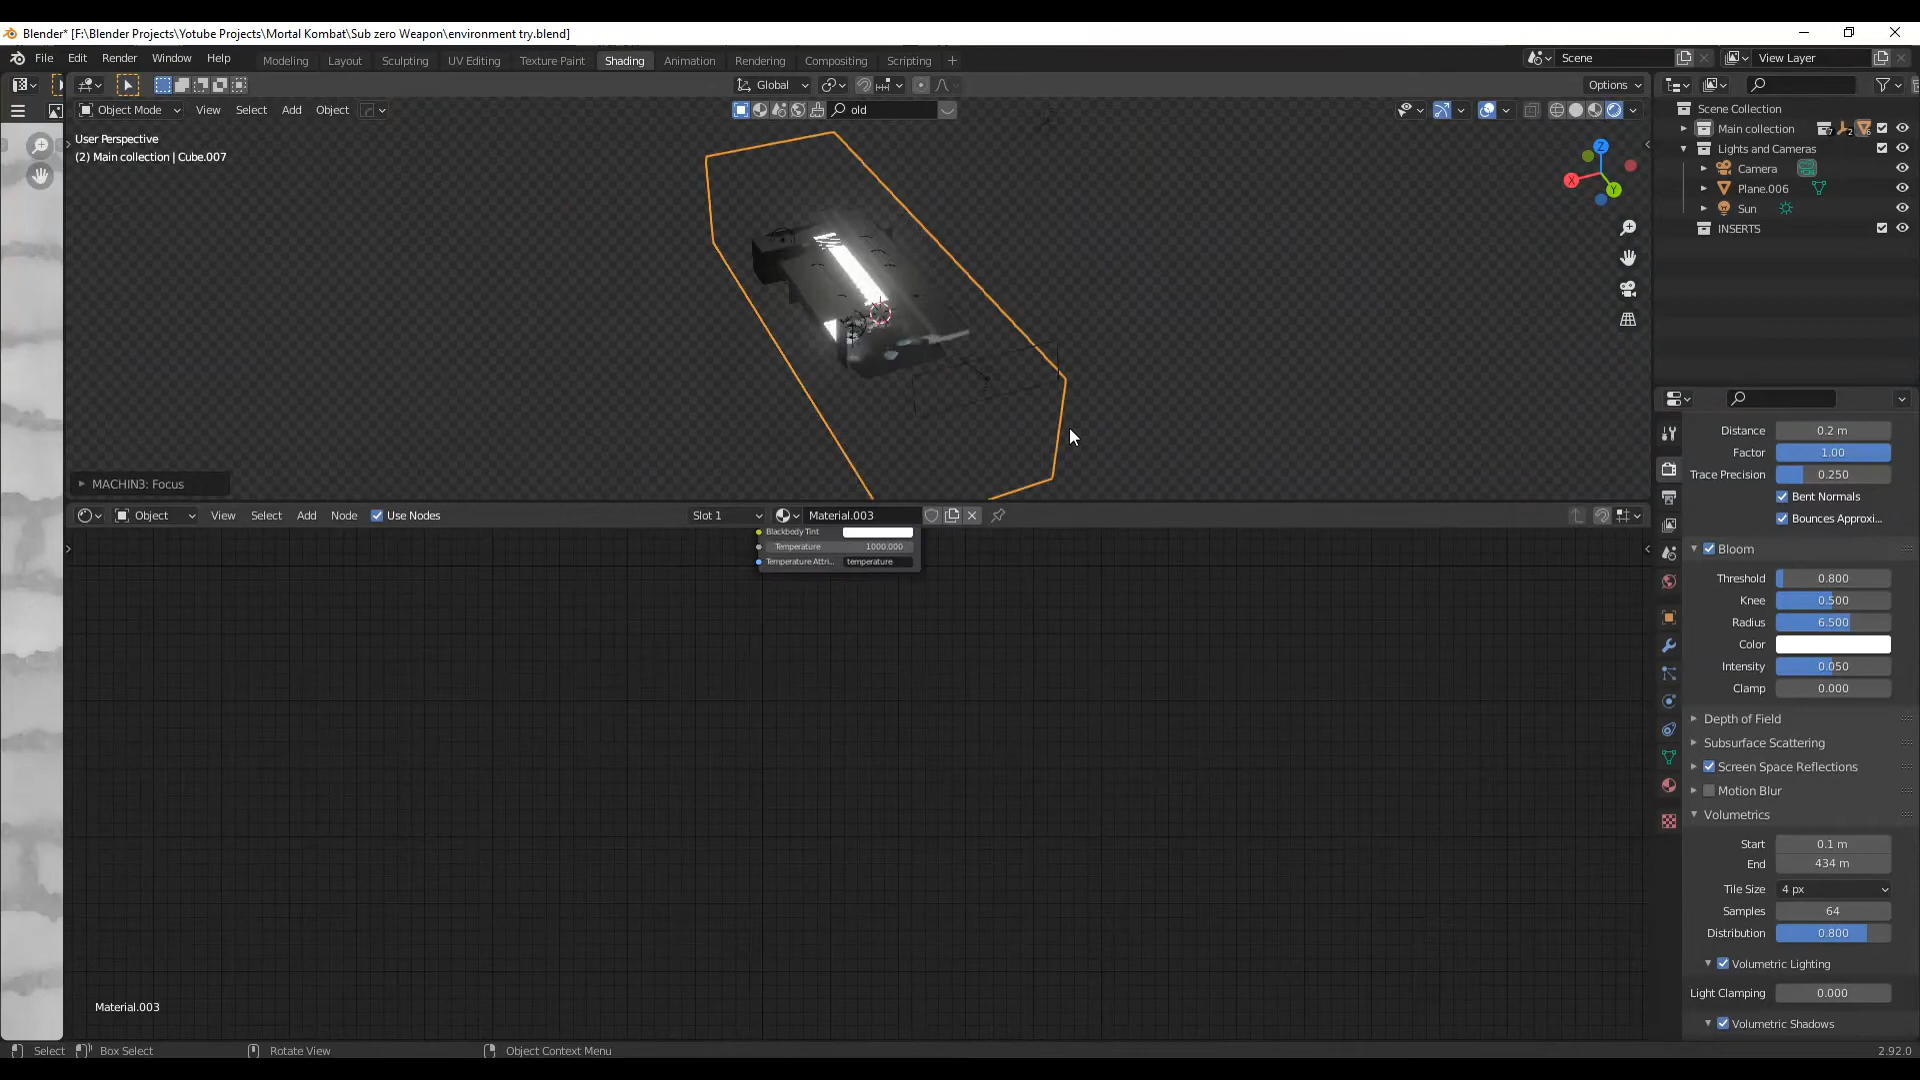 Blender* [F:\Blender Projects\Yotube Projects\Mortal Kombat\Sub zero Weapon\environment try.blend]
File Edit Render Window Help
Modeling Layout Sculpting UV Editing Texture Paint Shading Animation Rendering Compositing Scripting
Scene
View Layer
Global
Options
Object Mode View Select Add Object
old
User Perspective
(2) Main collection | Cube.007
Z
X
Y
Scene Collection
Main collection 7 2 6
Lights and Cameras
Camera
Plane.006
Sun
INSERTS
MACHIN3: Focus
Object View Select Add Node Use Nodes
Slot 1
Material.003
Blackbody Tint
Temperature 1000.000
Temperature Attri.. temperature
Material.003
Distance 0.2 m
Factor 1.00
Trace Precision 0.250
Bent Normals
Bounces Approxi...
Bloom
Threshold 0.800
Knee 0.500
Radius 6.500
Color
Intensity 0.050
Clamp 0.000
Depth of Field
Subsurface Scattering
Screen Space Reflections
Motion Blur
Volumetrics
Start 0.1 m
End 434 m
Tile Size 4 px
Samples 64
Distribution 0.800
Volumetric Lighting
Light Clamping 0.000
Volumetric Shadows
Select Box Select Rotate View Object Context Menu 2.92.0